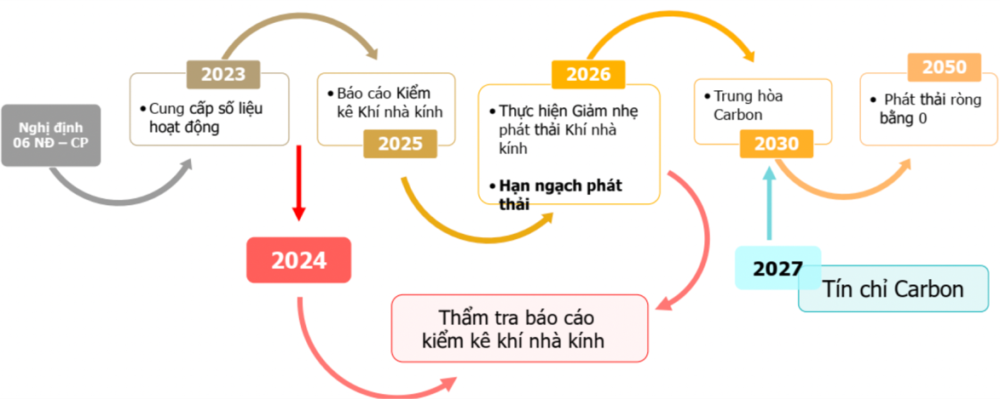 Nghị định
06 NĐ – CP
2023
• Cung cấp số liệu
hoạt động
• Báo cáo Kiểm
kê Khí nhà kính
2025
2026
• Thực hiện Giảm nhẹ
phát thải Khí nhà
kính
• Hạn ngạch phát
thải
• Trung hòa
Carbon
2030
2050
• Phát thải ròng
bằng 0
2024
Thẩm tra báo cáo
kiểm kê khí nhà kính
2027
Tín chỉ Carbon